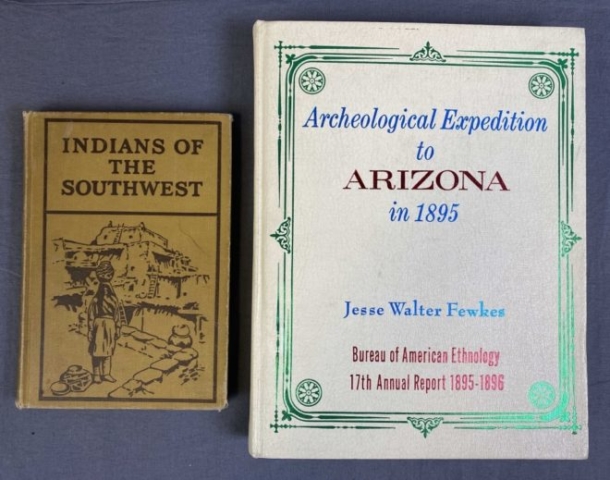 INDIANS OF
THE
SOUTHWEST
Archeological Expedition
to
ARIZONA
in 1895
Jesse Walter Fewkes
Bureau of American Ethnology
17th Annual Report 1895-1896